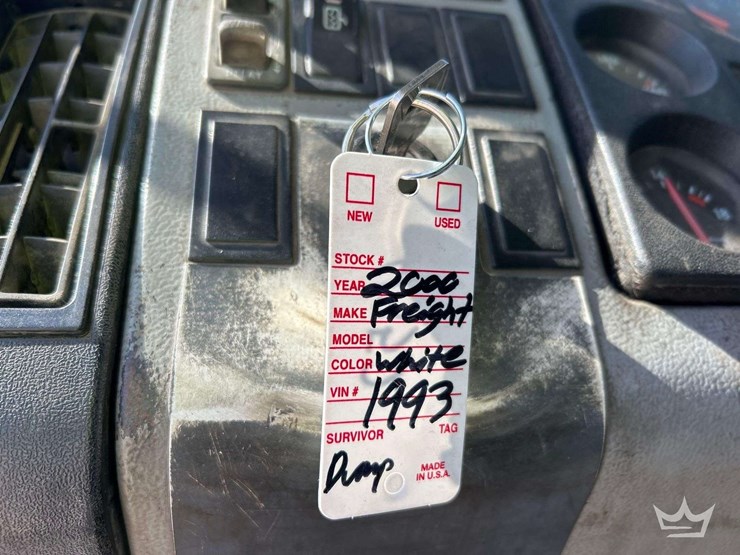 NEW USED
STOCK #
YEAR 2000
MAKE Freight
MODEL
COLOR White
VIN # 1993
SURVIVOR TAG
Dump
MADE
IN U.S.A.